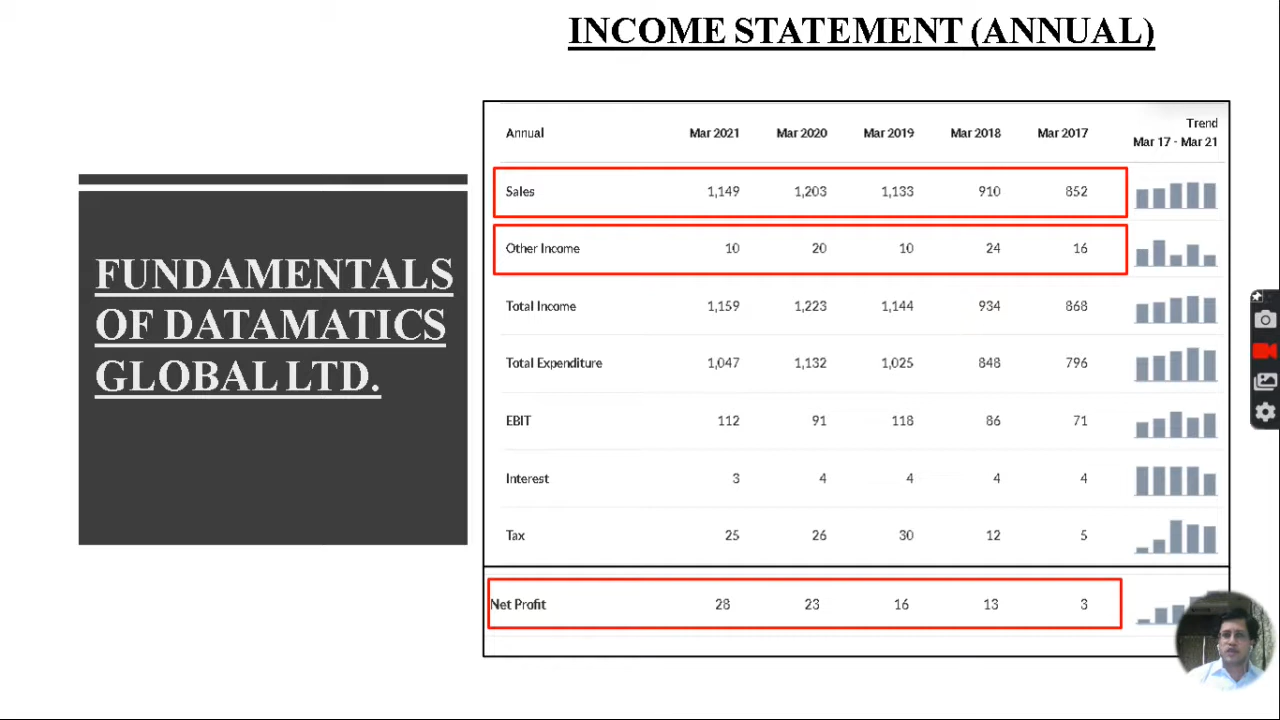 INCOME STATEMENT (ANNUAL)
FUNDAMENTALS
OF DATAMATICS
GLOBAL LTD.
Annual Mar 2021 Mar 2020 Mar 2019 Mar 2018 Mar 2017 Trend
Mar 17 - Mar 21
Sales 1,149 1,203 1,133 910 852
Other Income 10 20 10 24 16
Total Income 1,159 1,223 1,144 934 868
Total Expenditure 1,047 1,132 1,025 848 796
EBIT 112 91 118 86 71
Interest 3 4 4 4 4
Tax 25 26 30 12 5
Net Profit 28 23 16 13 3